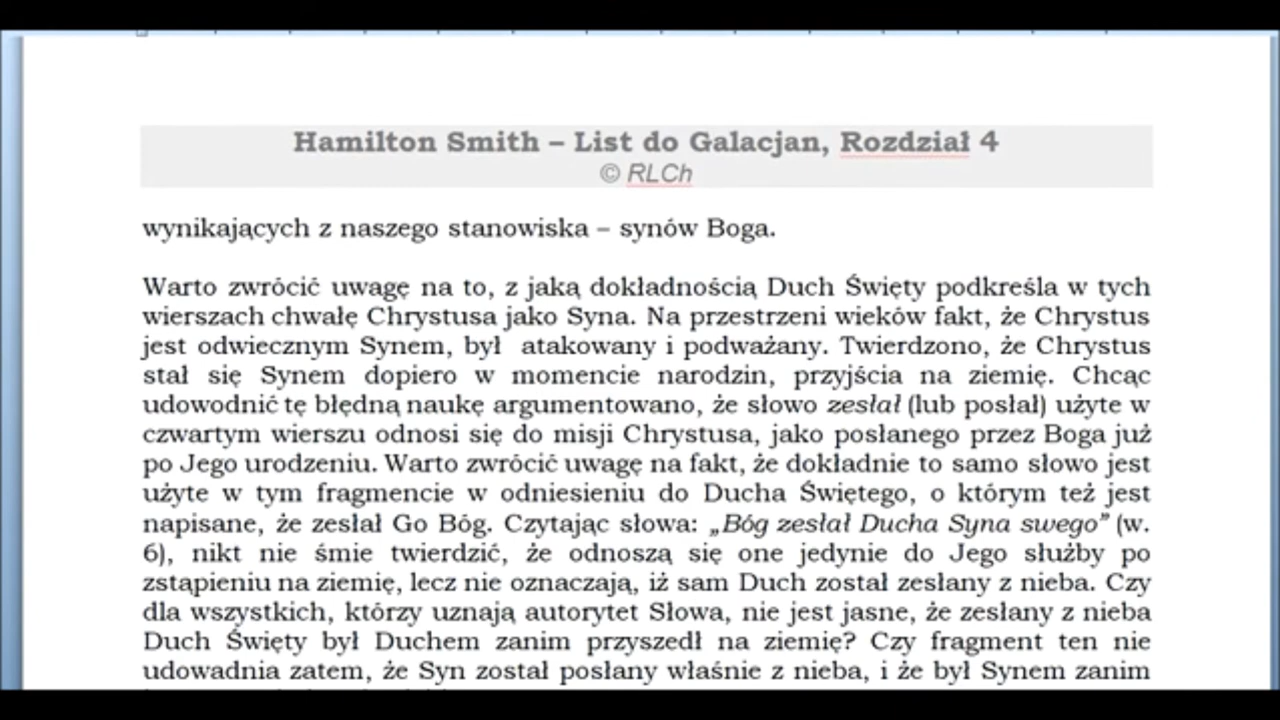 Hamilton Smith – List do Galacjan, Rozdział 4
© RLCh
wynikających z naszego stanowiska – synów Boga.
Warto zwrócić uwagę na to, z jaką dokładnością Duch Święty podkreśla w tych
wierszach chwałę Chrystusa jako Syna. Na przestrzeni wieków fakt, że Chrystus
jest odwiecznym Synem, był  atakowany i podważany. Twierdzono, że Chrystus
stał się Synem dopiero w momencie narodzin, przyjścia na ziemię. Chcąc
udowodnić tę błędną naukę argumentowano, że słowo zesłał (lub posłał) użyte w
czwartym wierszu odnosi się do misji Chrystusa, jako posłanego przez Boga już
po Jego urodzeniu. Warto zwrócić uwagę na fakt, że dokładnie to samo słowo jest
użyte w tym fragmencie w odniesieniu do Ducha Świętego, o którym też jest
napisane, że zesłał Go Bóg. Czytając słowa: „Bóg zesłał Ducha Syna swego” (w.
6), nikt nie śmie twierdzić, że odnoszą się one jedynie do Jego służby po
zstąpieniu na ziemię, lecz nie oznaczają, iż sam Duch został zesłany z nieba. Czy
dla wszystkich, którzy uznają autorytet Słowa, nie jest jasne, że zesłany z nieba
Duch Święty był Duchem zanim przyszedł na ziemię? Czy fragment ten nie
udowadnia zatem, że Syn został posłany właśnie z nieba, i że był Synem zanim